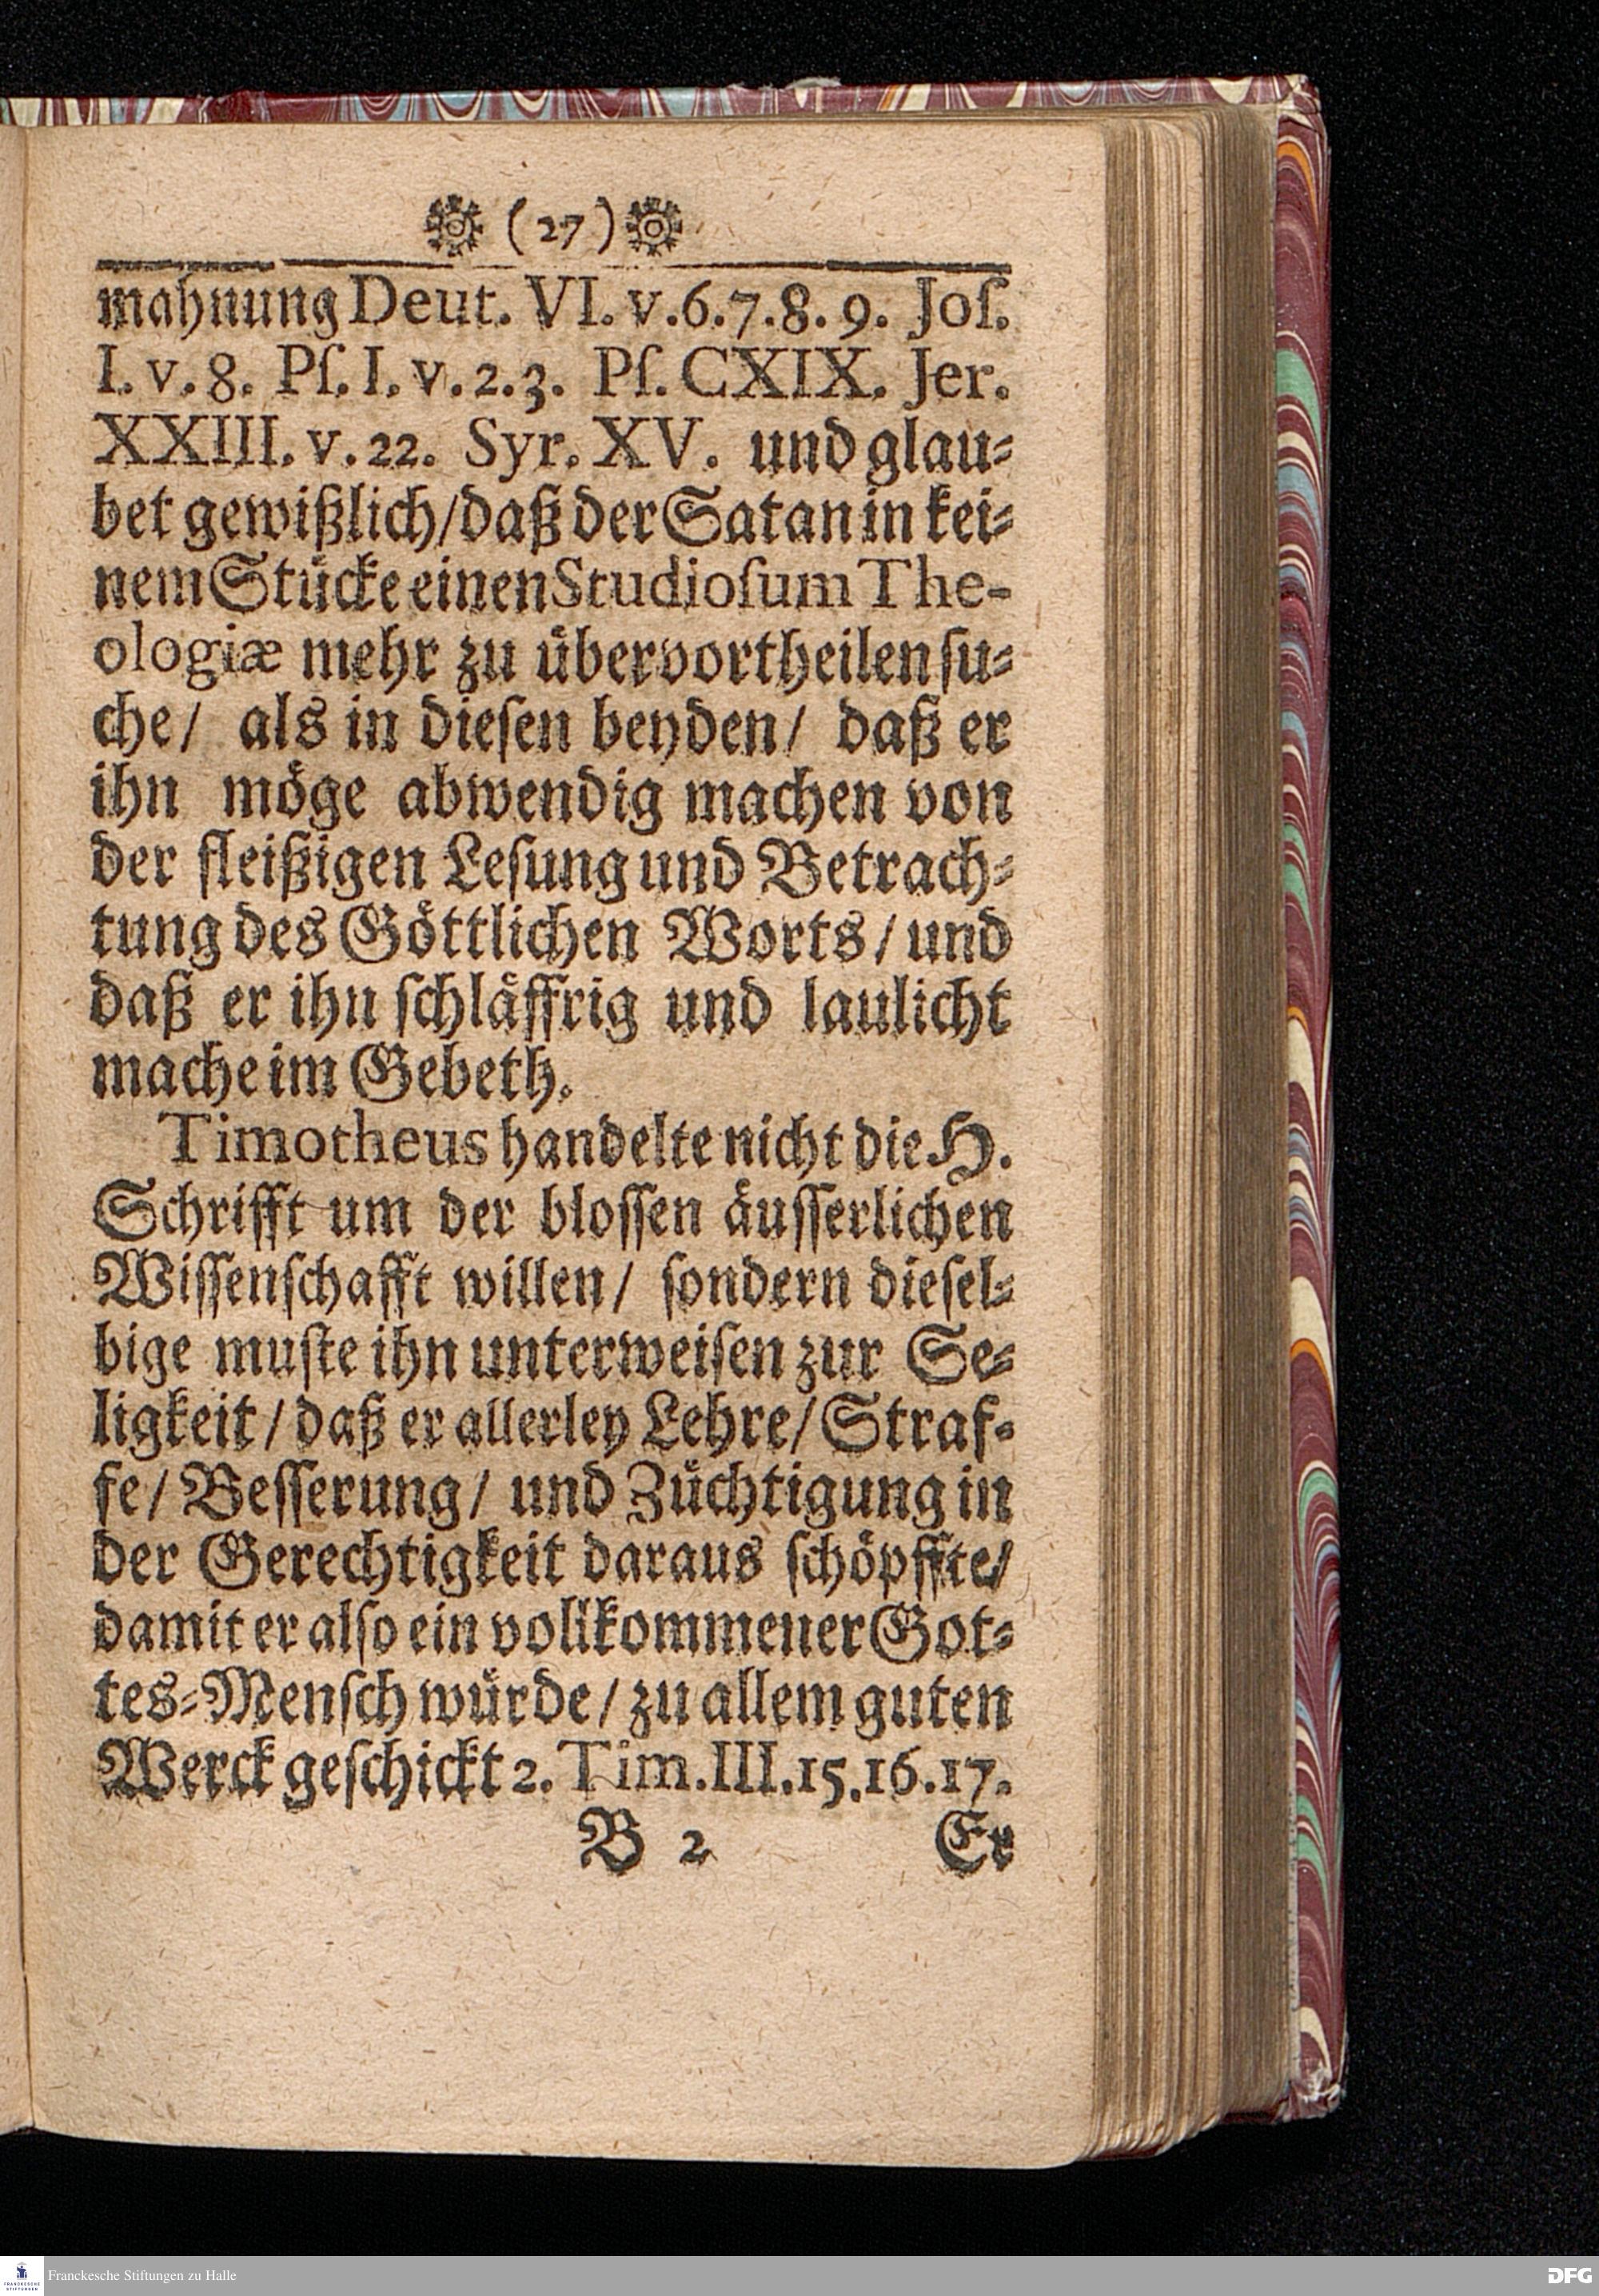 (27)
mahnung Deut. VI. v.6.7.8.9. Joſ.
I. v. 8. Pſ. I. v. 2. 3. Pſ. CXIX. Jer.
XXIII. v. 22. Syr. XV. und glau⸗
bet gewißlich/daß der Satan in kei⸗
nem Stücke einen Studioſum The-
ologiæ mehr zu übervortheilen ſu⸗
che/ als in dieſen beyden/ daß er
ihn möge abwendig machen von
der fleißigen Leſung und Betrach⸗
tung des Göttlichen Worts/ und
daß er ihn ſchläffrig und laulicht
mache im Gebeth.
Timotheus handelte nicht die H.
Schrifft um der bloſſen äuſſerlichen
Wiſſenſchafft willen/ ſondern dieſel⸗
bige muſte ihn unterweiſen zur Se⸗
ligkeit/ daß er allerley Lehre/ Straf⸗
fe/ Beſſerung/ und Züchtigung in
der Gerechtigkeit daraus ſchöpffte/
damit er alſo ein vollkommener Got⸗
tes⸗Menſch würde/ zu allem guten
Werck geſchickt 2. Tim. III. 15. 16. 17.
B 2 Er
FRANCKESCHE STIFTUNGEN
Franckesche Stiftungen zu Halle
DFG